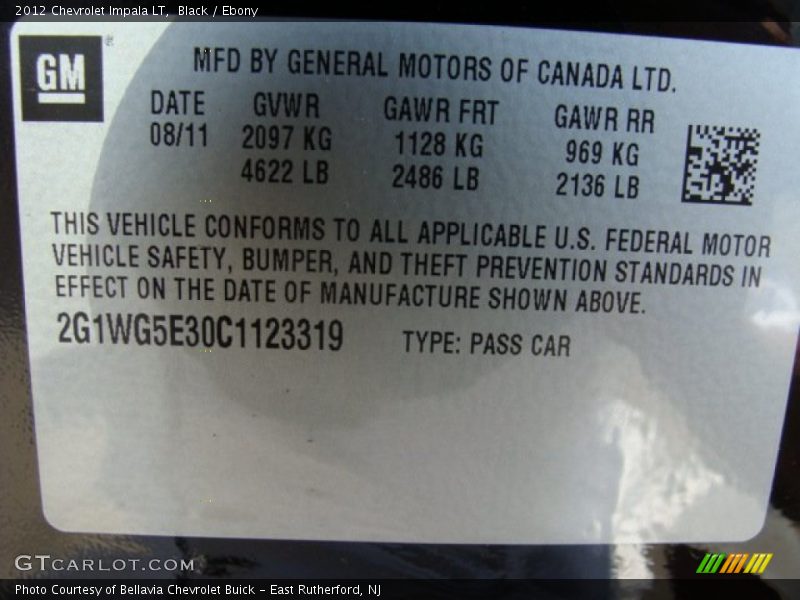 2012 Chevrolet Impala LT, Black / Ebony
GM
MFD BY GENERAL MOTORS OF CANADA LTD.
DATE GVWR GAWR FRT GAWR RR
08/11 2097 KG 1128 KG 969 KG
4622 LB 2486 LB 2136 LB
THIS VEHICLE CONFORMS TO ALL APPLICABLE U.S. FEDERAL MOTOR
VEHICLE SAFETY, BUMPER, AND THEFT PREVENTION STANDARDS IN
EFFECT ON THE DATE OF MANUFACTURE SHOWN ABOVE.
2G1WG5E30C1123319 TYPE: PASS CAR
GTCARLOT.COM
Photo Courtesy of Bellavia Chevrolet Buick – East Rutherford, NJ